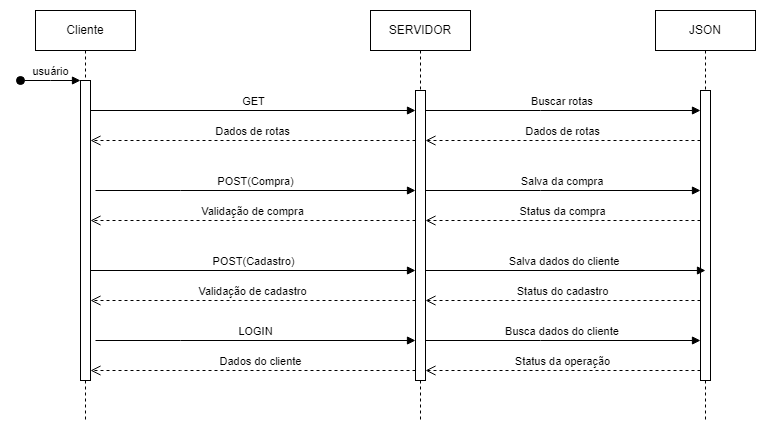 Cliente
SERVIDOR
JSON
usuário
GET
Buscar rotas
Dados de rotas
Dados de rotas
POST(Compra)
Salva da compra
Validação de compra
Status da compra
POST(Cadastro)
Salva dados do cliente
Validação de cadastro
Status do cadastro
LOGIN
Busca dados do cliente
Dados do cliente
Status da operação